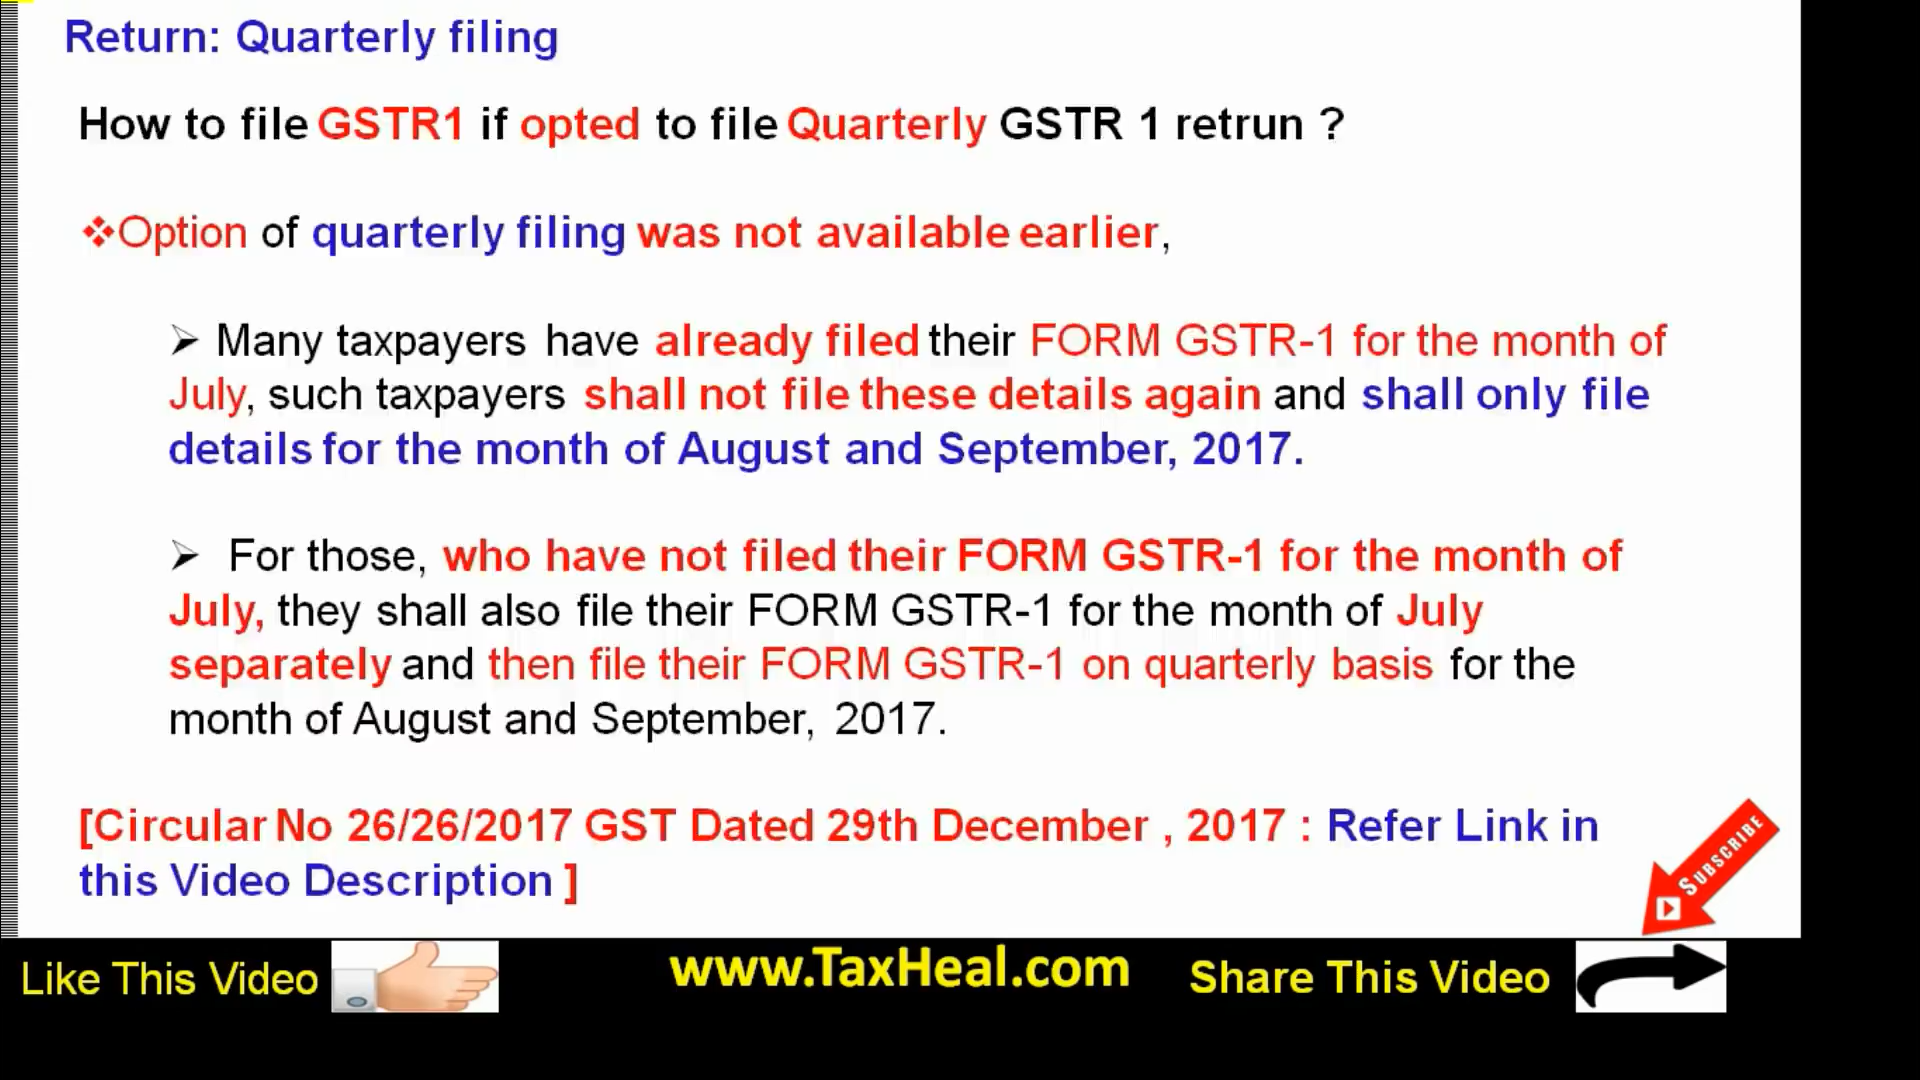 Return: Quarterly filing
How to file GSTR1 if opted to file Quarterly GSTR 1 retrun ?
❖Option of quarterly filing was not available earlier,
➢ Many taxpayers have already filed their FORM GSTR-1 for the month of
July, such taxpayers shall not file these details again and shall only file
details for the month of August and September, 2017.
➢ For those, who have not filed their FORM GSTR-1 for the month of
July, they shall also file their FORM GSTR-1 for the month of July
separately and then file their FORM GSTR-1 on quarterly basis for the
month of August and September, 2017.
[Circular No 26/26/2017 GST Dated 29th December , 2017 : Refer Link in
this Video Description ]
SUBSCRIBE
Like This Video
www.TaxHeal.com
Share This Video